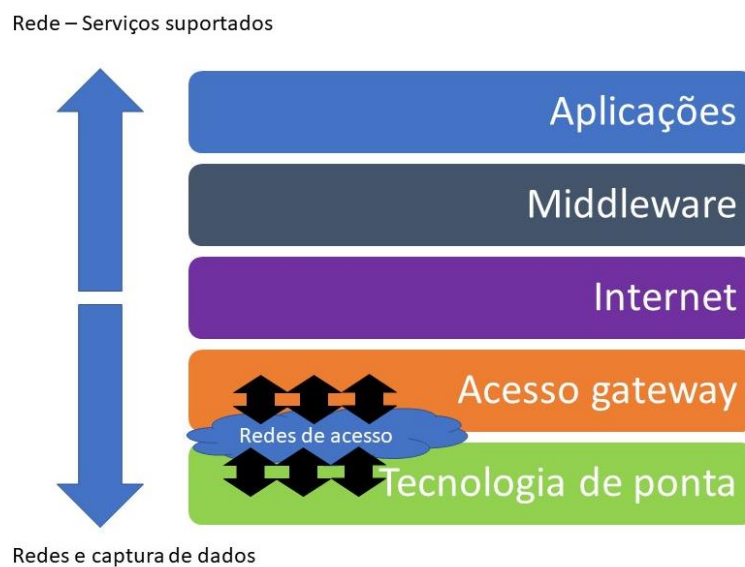 Rede – Serviços suportados
Aplicações
Middleware
Internet
Acesso gateway
Redes de acesso
Tecnologia de ponta
Redes e captura de dados